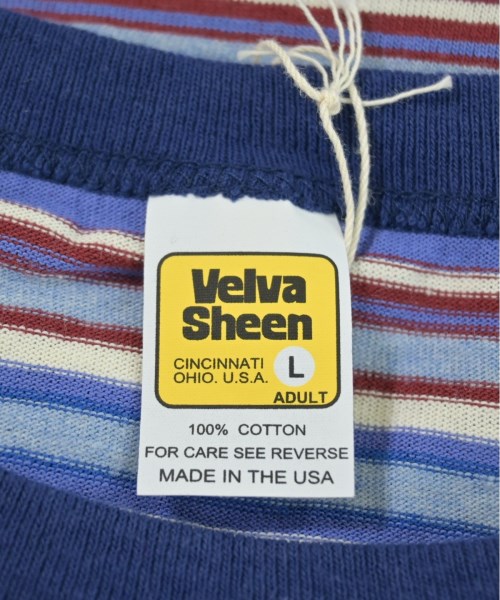 Velva
Sheen
CINCINNATI
OHIO. U.S.A.
L
ADULT
100% COTTON
FOR CARE SEE REVERSE
MADE IN THE USA